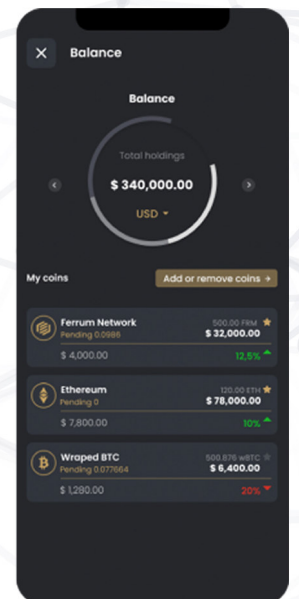 Balance
Balance
Total holdings
$ 340,000.00
USD
My coins
Add or remove coins
Ferrum Network
500.00 FRM
Pending 0.0986
$ 32,000.00
$ 4,000.00
12,5%
Ethereum
120.00 ETH
Pending 0
$ 78,000.00
$ 7,800.00
10%
Wraped BTC
500.876 wBTC
Pending 0.077664
$ 6,400.00
$ 1,280.00
20%